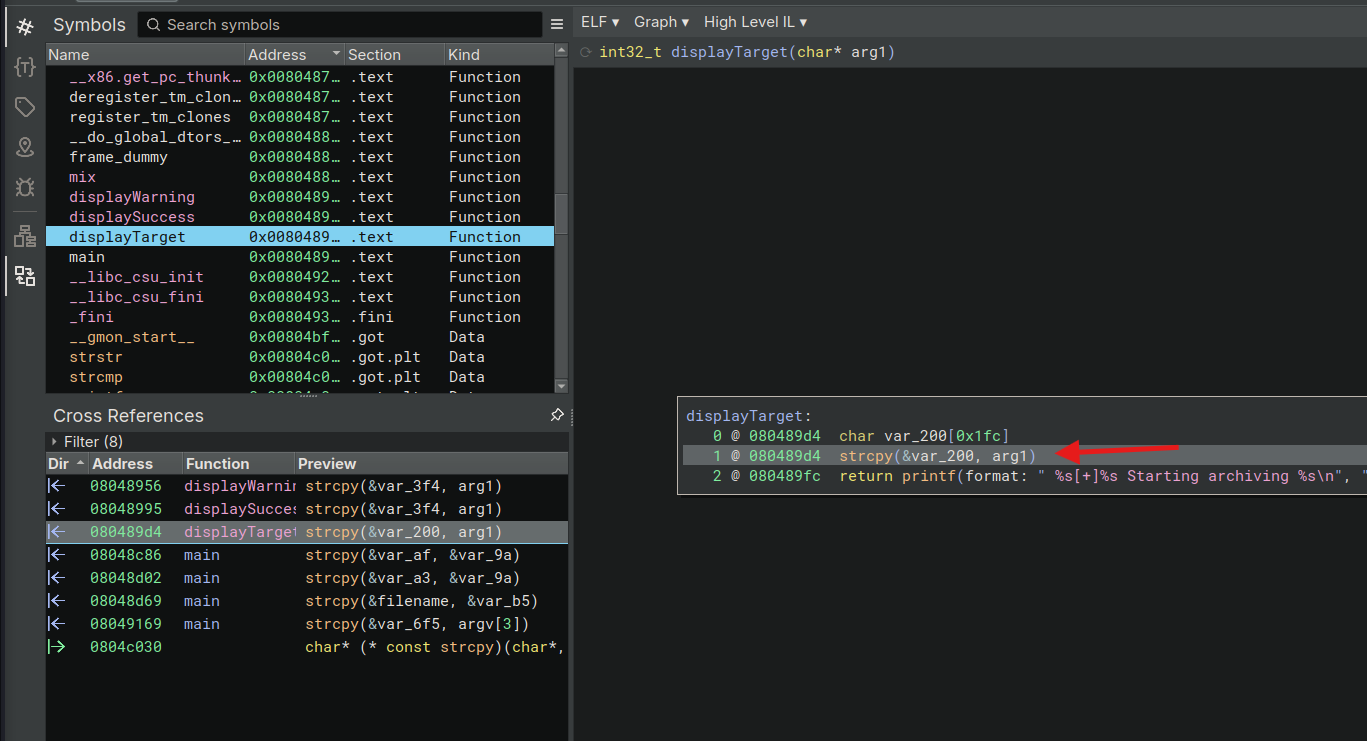 Symbols
Search symbols
Name Address Section Kind
__x86.get_pc_thunk… 0x0080487… .text Function
deregister_tm_clon… 0x0080487… .text Function
register_tm_clones 0x0080487… .text Function
__do_global_dtors_… 0x0080488… .text Function
frame_dummy 0x0080488… .text Function
mix 0x0080488… .text Function
displayWarning 0x0080489… .text Function
displaySuccess 0x0080489… .text Function
displayTarget 0x0080489… .text Function
main 0x0080489… .text Function
__libc_csu_init 0x0080492… .text Function
__libc_csu_fini 0x0080493… .text Function
_fini 0x0080493… .fini Function
__gmon_start__ 0x00804bf… .got Data
strstr 0x00804c0… .got.plt Data
strcmp 0x00804c0… .got.plt Data
Cross References
Filter (8)
Dir Address Function Preview
08048956 displayWarnin strcpy(&var_3f4, arg1)
08048995 displaySucces strcpy(&var_3f4, arg1)
080489d4 displayTarget strcpy(&var_200, arg1)
08048c86 main strcpy(&var_af, &var_9a)
08048d02 main strcpy(&var_a3, &var_9a)
08048d69 main strcpy(&filename, &var_b5)
08049169 main strcpy(&var_6f5, argv[3])
0804c030 char* (* const strcpy)(char*,
ELF ▾ Graph ▾ High Level IL ▾
int32_t displayTarget(char* arg1)
displayTarget:
0 @ 080489d4 char var_200[0x1fc]
1 @ 080489d4 strcpy(&var_200, arg1)
2 @ 080489fc return printf(format: " %s[+]%s Starting archiving %s\n", "